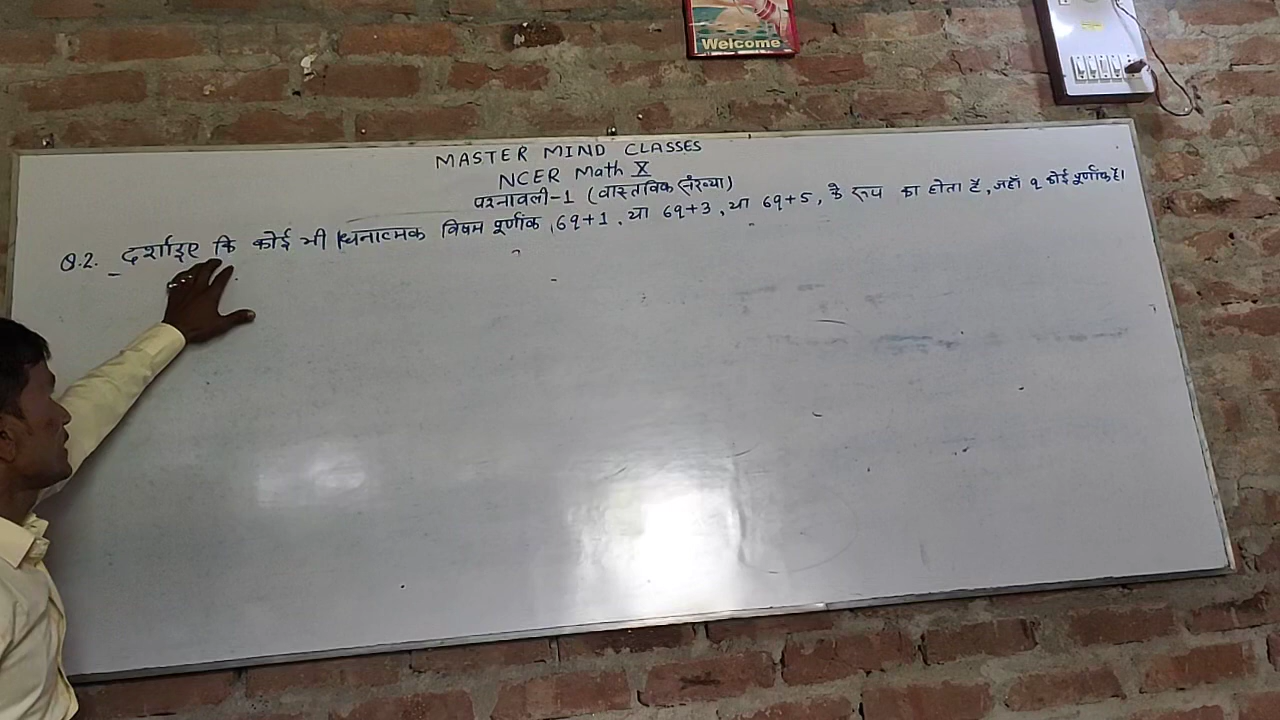 Welcome
MASTER MIND CLASSES
NCER Math X
प्रश्नावली-1 (वास्तविक संख्या)
Q.2. दर्शाइए कि कोई भी धनात्मक विषम पूर्णांक, 6q+1, या 6q+3, या 6q+5, के रूप का होता है, जहाँ q कोई पूर्णांक है।